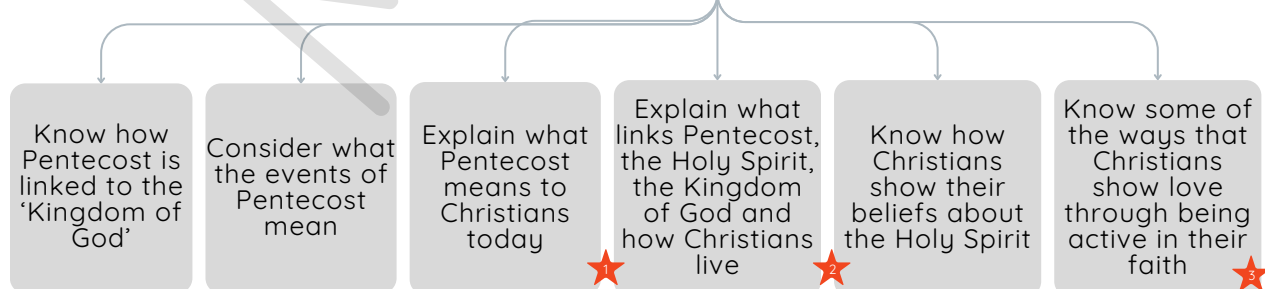 Know how
Pentecost is
linked to the
‘Kingdom of
God’
Consider what
the events of
Pentecost
mean
Explain what
Pentecost
means to
Christians
today
1
Explain what
links Pentecost,
the Holy Spirit,
the Kingdom
of God and
how Christians
live
2
Know how
Christians
show their
beliefs about
the Holy Spirit
Know some of
the ways that
Christians
show love
through being
active in their
faith
3